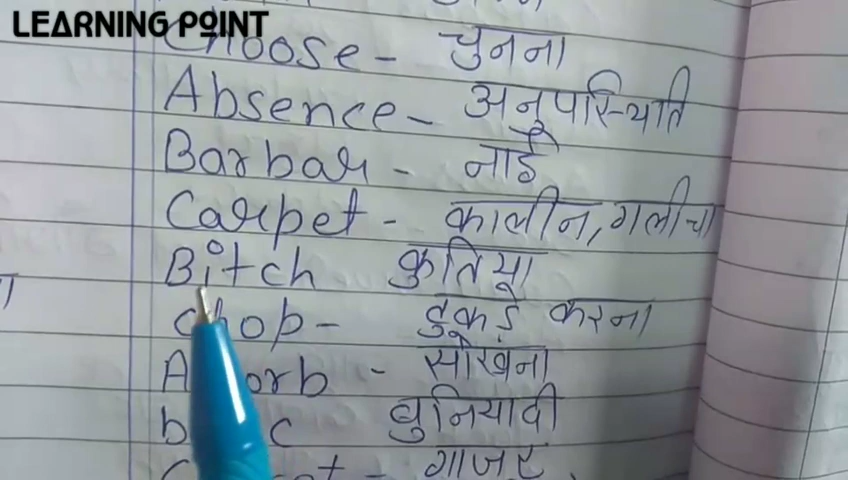 LEARNING POINT
Choose - चुनना
Absence - अनुपस्थिति
Barbar - नाई
Carpet - कालीन, गलीचा
Bitch कुतिया
chop - टुकड़े करना
सोखना
बुनियादी
गाजर